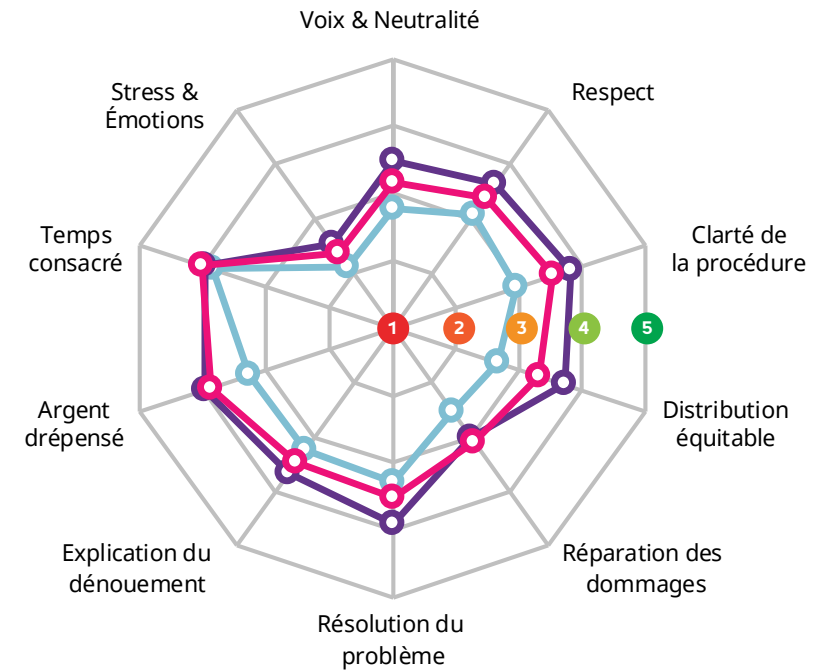 Voix & Neutralité
Stress &
Émotions
Respect
Temps
consacré
Clarté de
la procédure
1 2 3 4 5
Argent
drépensé
Distribution
équitable
Explication du
dénouement
Réparation des
dommages
Résolution du
problème